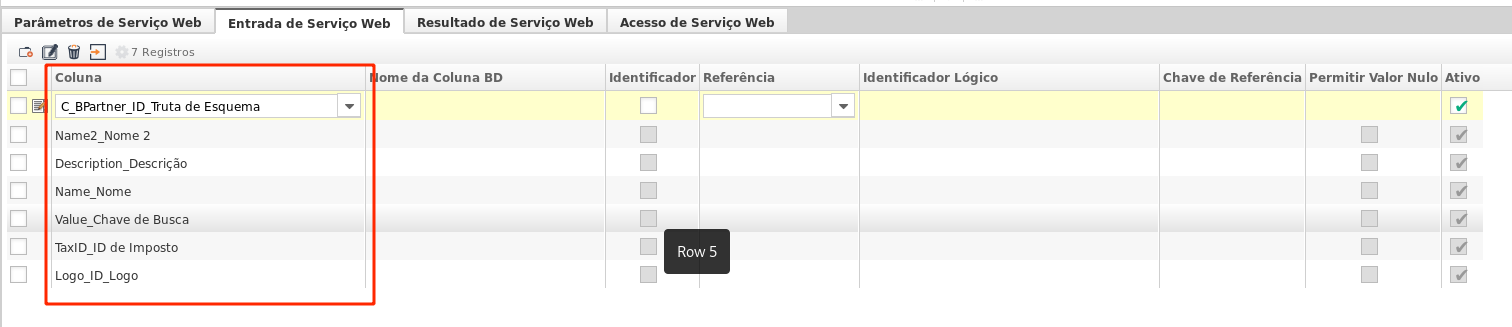 Parâmetros de Serviço Web Entrada de Serviço Web Resultado de Serviço Web Acesso de Serviço Web
7 Registros
Coluna Nome da Coluna BD Identificador Referência Identificador Lógico Chave de Referência Permitir Valor Nulo Ativo
C_BPartner_ID_Truta de Esquema
Name2_Nome 2
Description_Descrição
Name_Nome
Value_Chave de Busca
TaxID_ID de Imposto
Row 5
Logo_ID_Logo